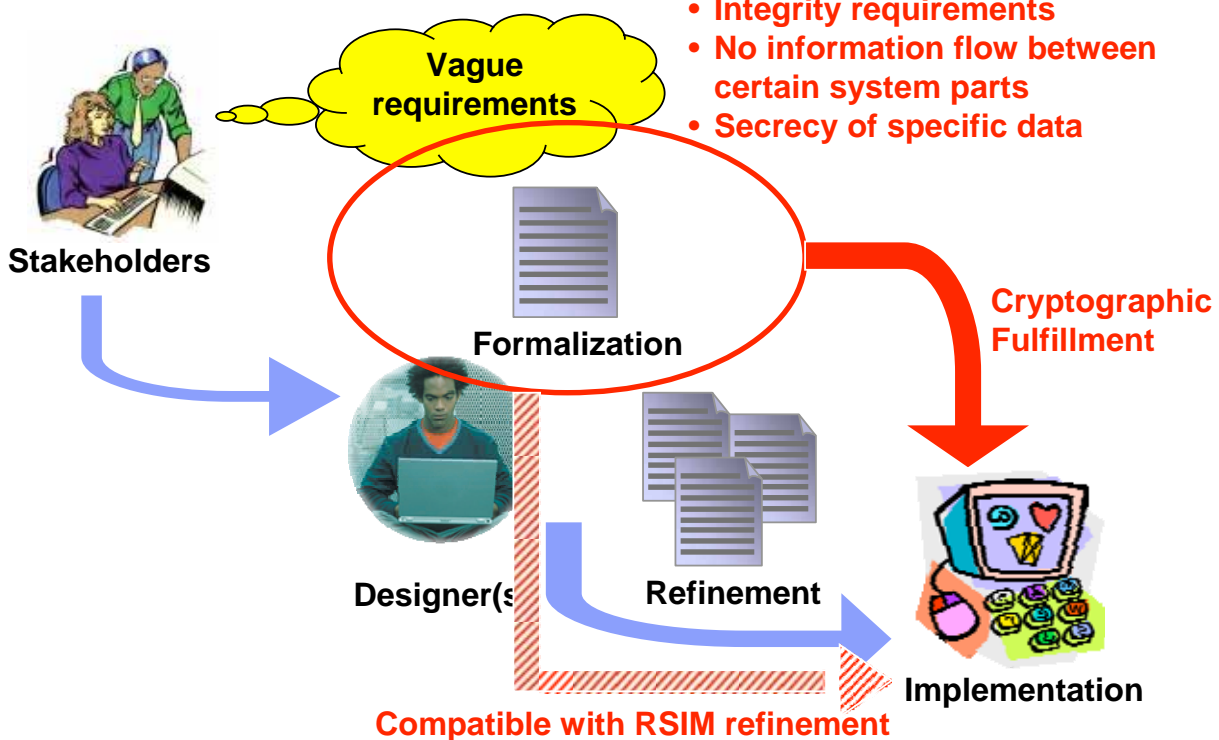 • Integrity requirements
• No information flow between
certain system parts
• Secrecy of specific data
Vague
requirements
Stakeholders
Formalization
Cryptographic
Fulfillment
Designer(s
Refinement
Implementation
Compatible with RSIM refinement